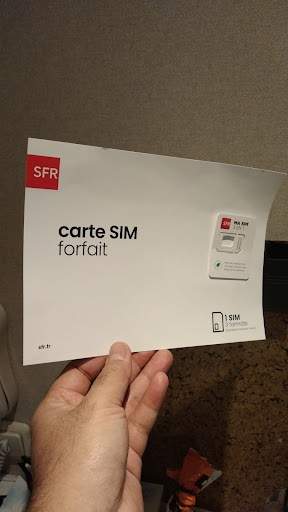 SFR
carte SIM
forfait
SFR
MA SIM
1 SIM
3 formats
sfr.fr